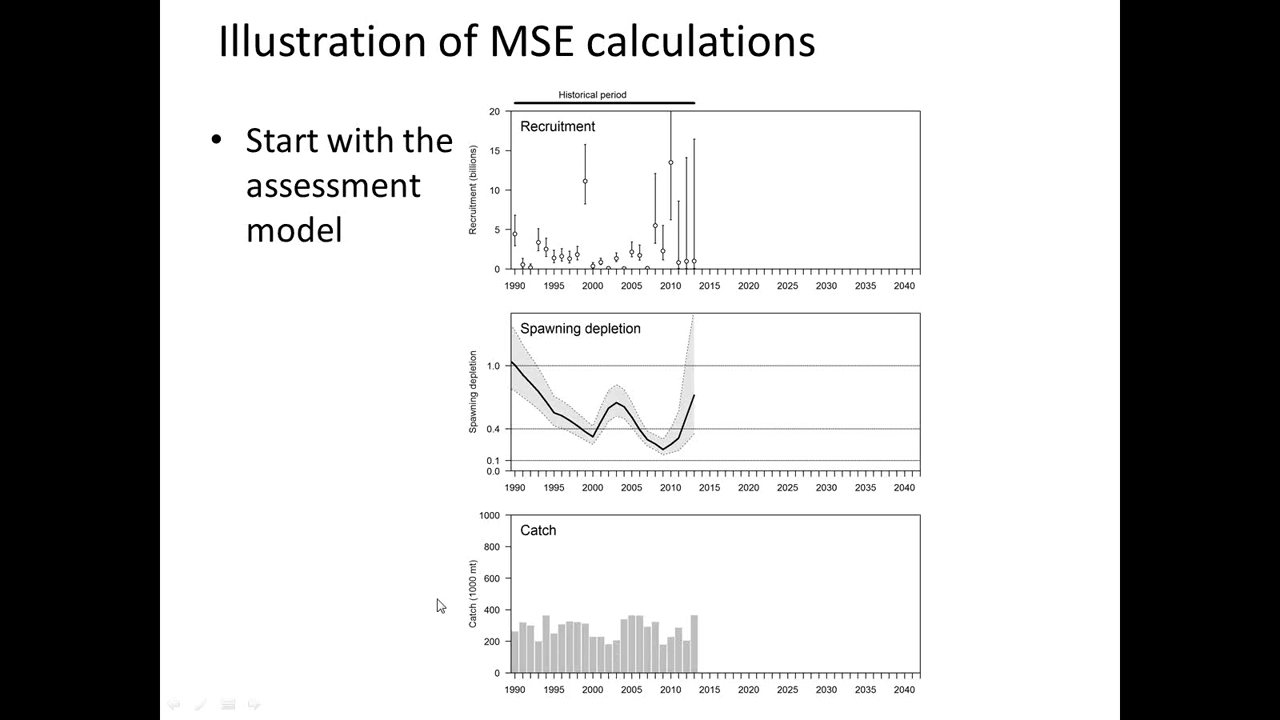 Illustration of MSE calculations
• Start with the
assessment
model
Historical period
Recruitment
Recruitment (billions)
20
15
10
5
0
1990 1995 2000 2005 2010 2015 2020 2025 2030 2035 2040
Spawning depletion
Spawning depletion
1.0
0.4
0.1
0.0
1990 1995 2000 2005 2010 2015 2020 2025 2030 2035 2040
Catch
Catch (1000 mt)
1000
800
600
400
200
0
1990 1995 2000 2005 2010 2015 2020 2025 2030 2035 2040